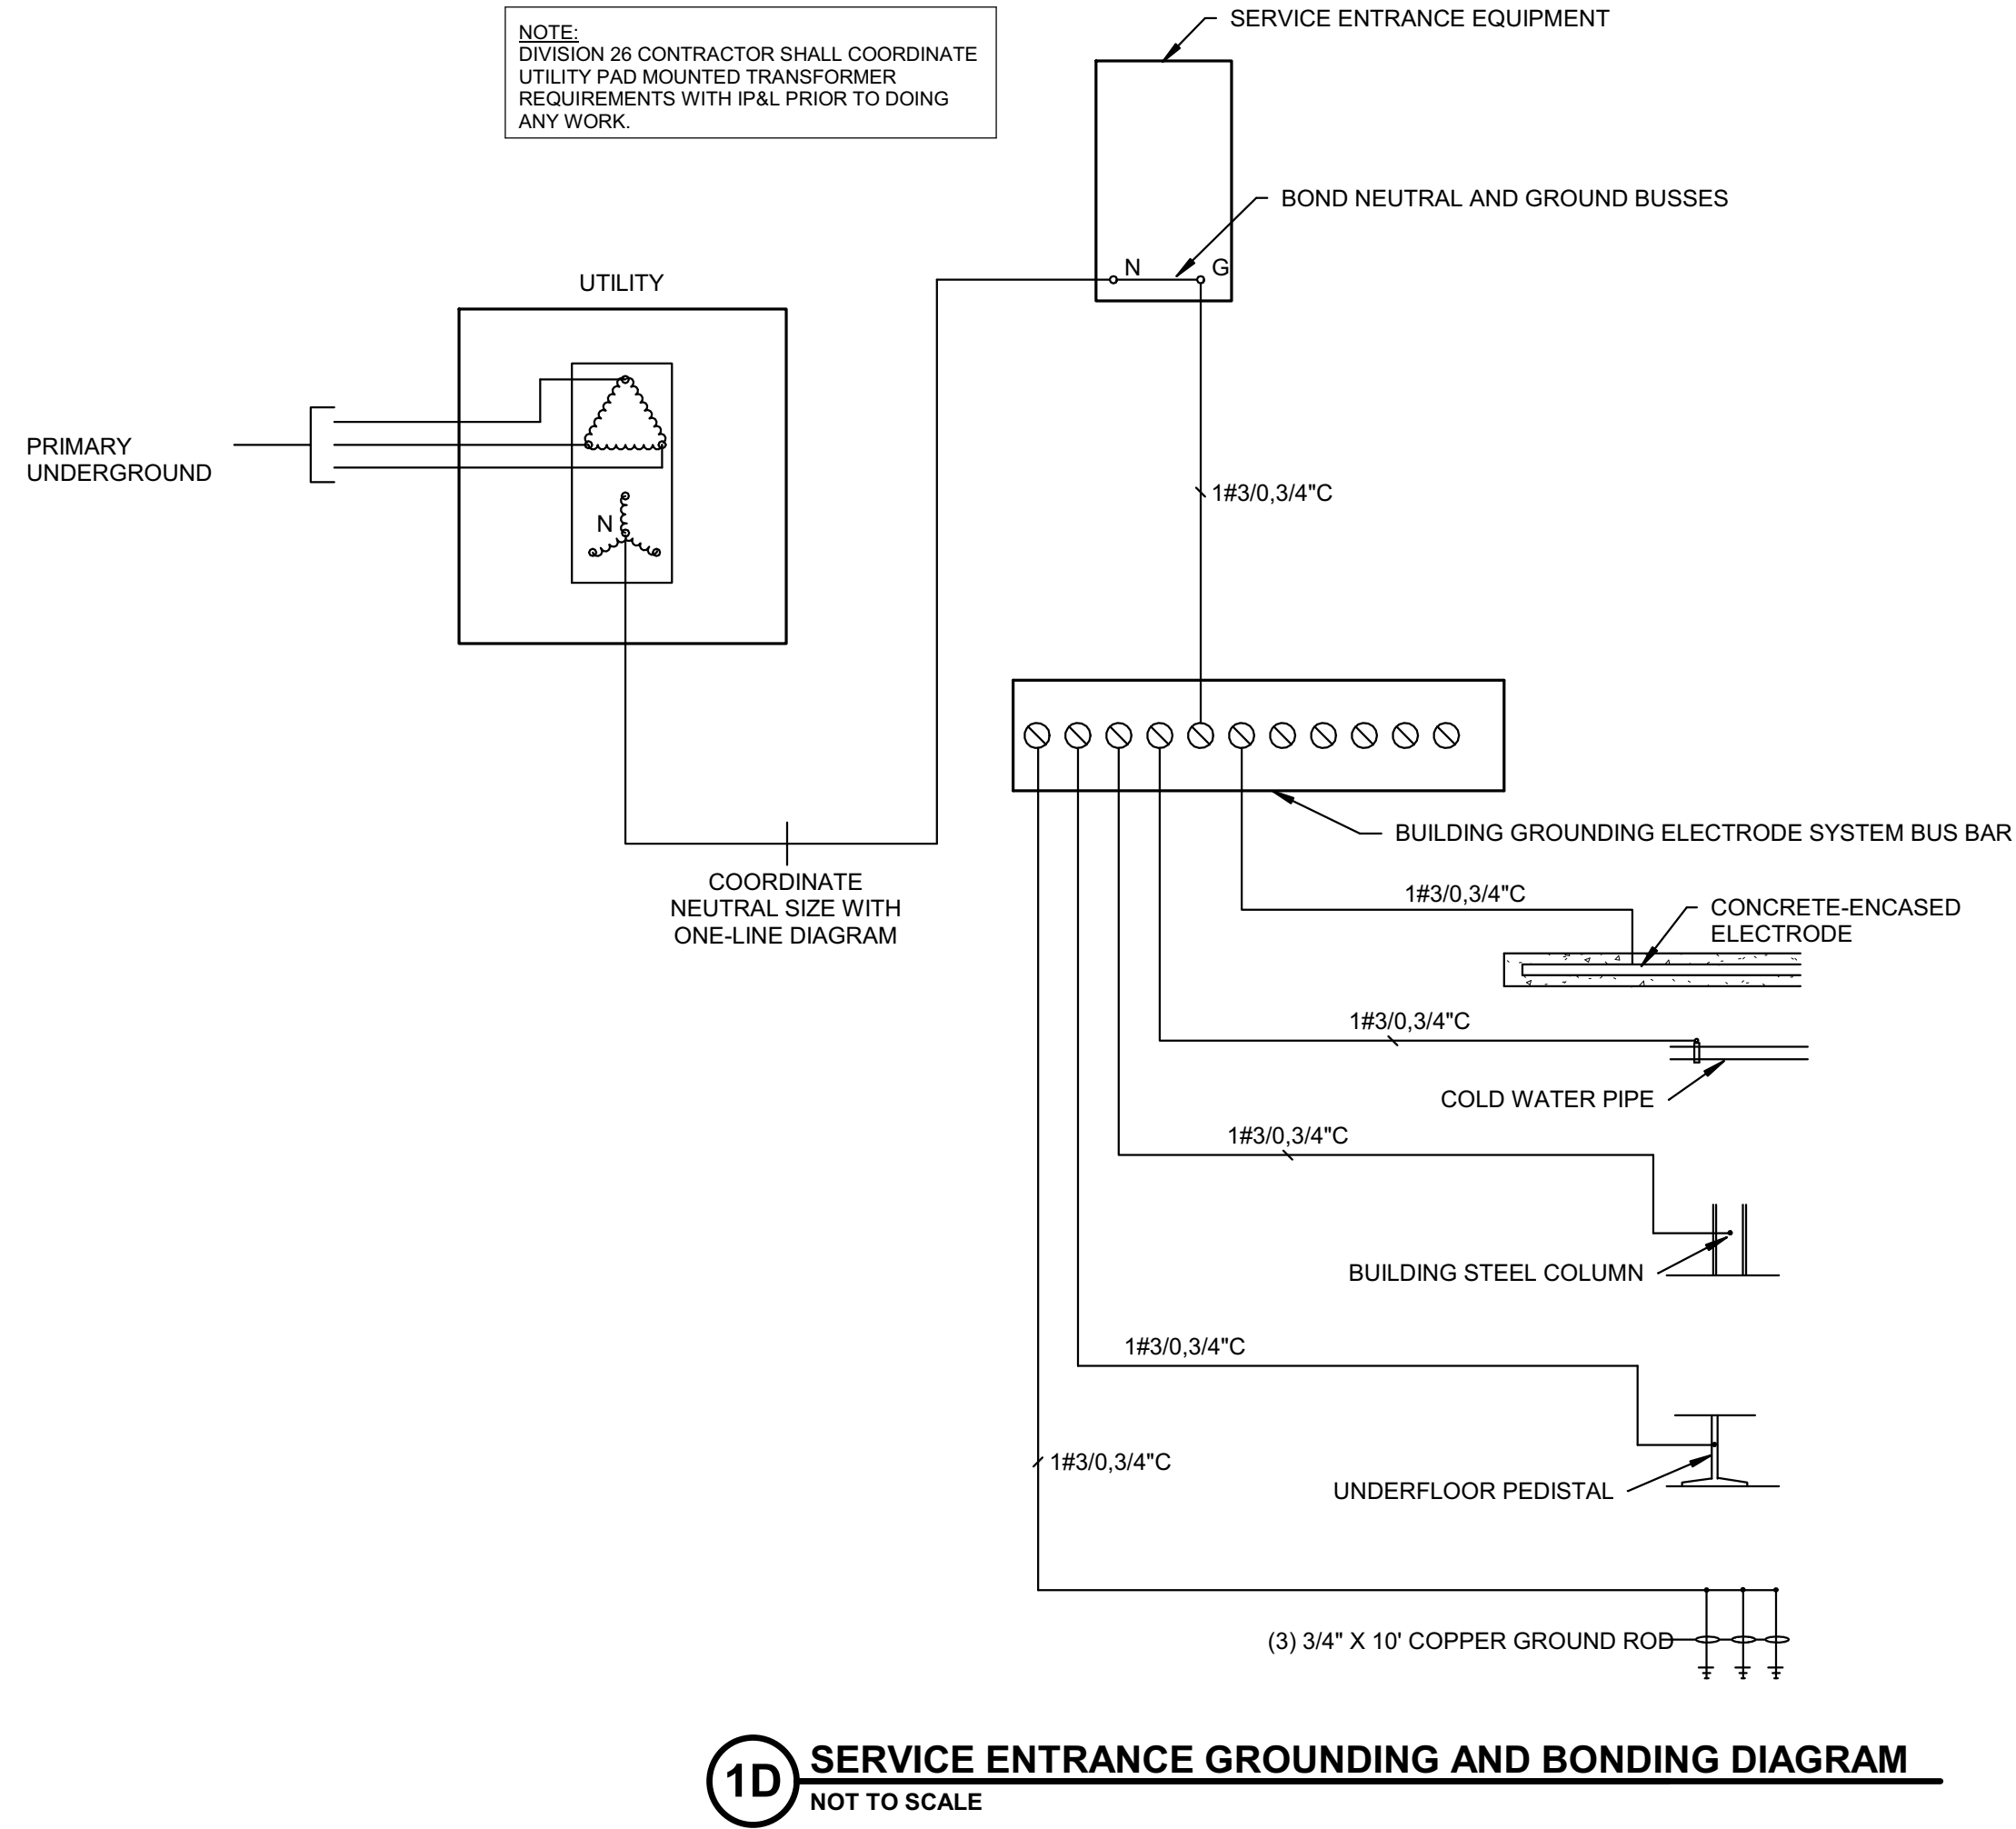 NOTE:
DIVISION 26 CONTRACTOR SHALL COORDINATE
UTILITY PAD MOUNTED TRANSFORMER
REQUIREMENTS WITH IP&L PRIOR TO DOING
ANY WORK.
SERVICE ENTRANCE EQUIPMENT
BOND NEUTRAL AND GROUND BUSSES
N
G
UTILITY
PRIMARY
UNDERGROUND
N
1#3/0,3/4"C
BUILDING GROUNDING ELECTRODE SYSTEM BUS BAR
COORDINATE
NEUTRAL SIZE WITH
ONE-LINE DIAGRAM
1#3/0,3/4"C
CONCRETE-ENCASED
ELECTRODE
1#3/0,3/4"C
COLD WATER PIPE
1#3/0,3/4"C
BUILDING STEEL COLUMN
1#3/0,3/4"C
1#3/0,3/4"C
UNDERFLOOR PEDISTAL
(3) 3/4" X 10' COPPER GROUND ROD
1D
SERVICE ENTRANCE GROUNDING AND BONDING DIAGRAM
NOT TO SCALE